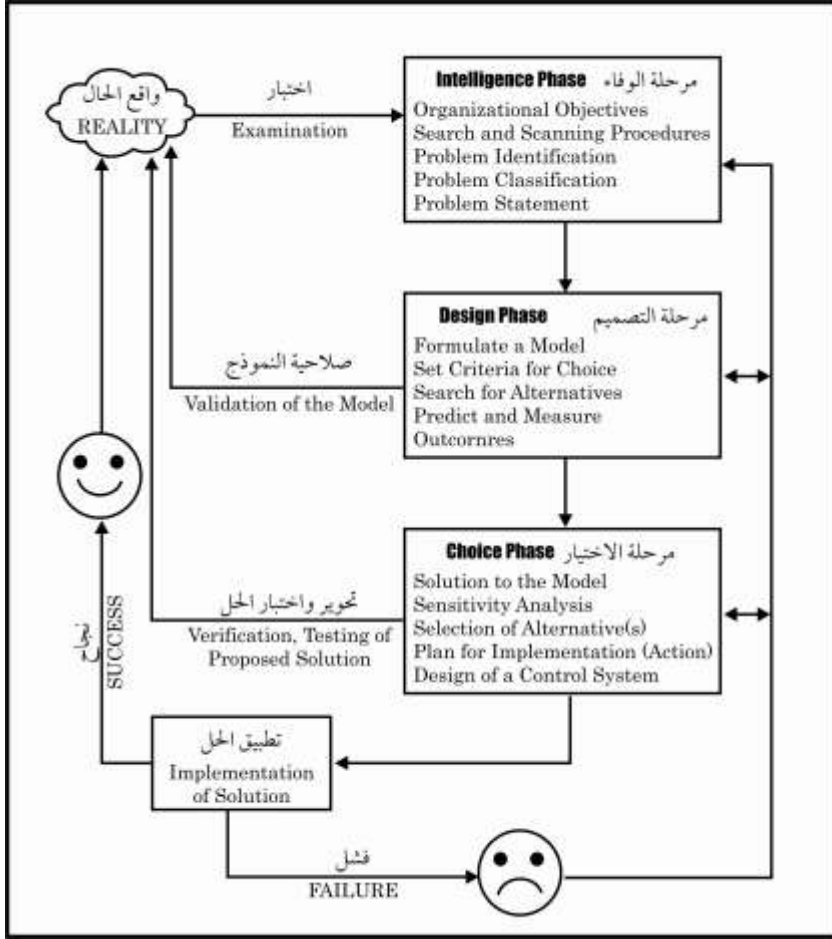 واقع الحال
REALITY
اختبار
Examination
Intelligence Phase مرحلة الوفاء
Organizational Objectives
Search and Scanning Procedures
Problem Identification
Problem Classification
Problem Statement
Design Phase مرحلة التصميم
Formulate a Model
Set Criteria for Choice
Search for Alternatives
Predict and Measure
Outcornres
صلاحية النموذج
Validation of the Model
Choice Phase مرحلة الاختيار
Solution to the Model
Sensitivity Analysis
Selection of Alternative(s)
Plan for Implementation (Action)
Design of a Control System
تحوير واختبار الحل
Verification, Testing of
Proposed Solution
نجاح
SUCCESS
تطبيق الحل
Implementation
of Solution
فشل
FAILURE